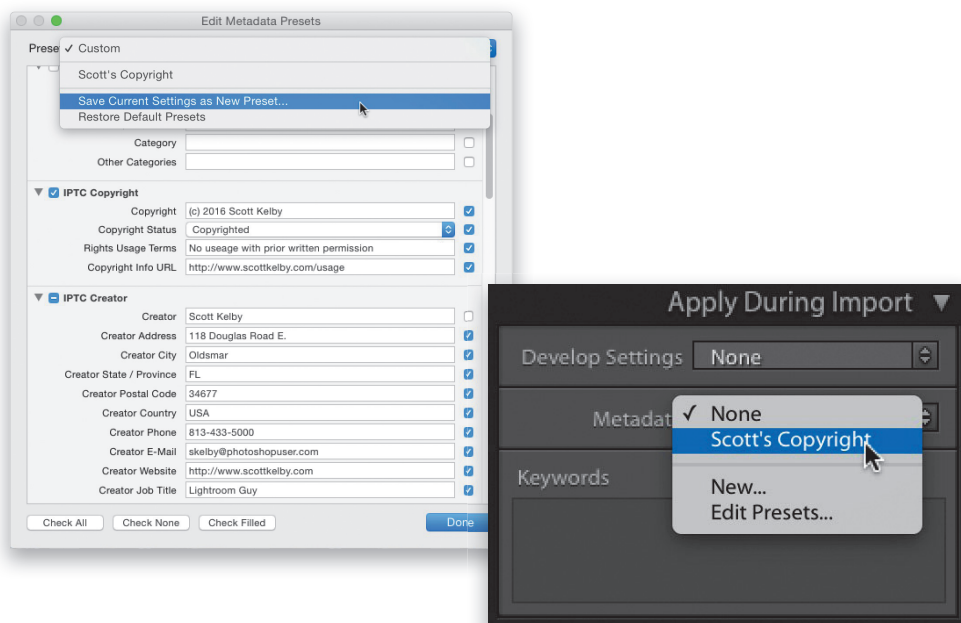 Edit Metadata Presets
Prese ✓ Custom
Scott's Copyright
Save Current Settings as New Preset...
Restore Default Presets
Category
Other Categories
IPTC Copyright
Copyright (c) 2016 Scott Kelby
Copyright Status Copyrighted
Rights Usage Terms No useage with prior written permission
Copyright Info URL http://www.scottkelby.com/usage
IPTC Creator
Creator Scott Kelby
Creator Address 118 Douglas Road E.
Creator City Oldsmar
Creator State / Province FL
Creator Postal Code 34677
Creator Country USA
Creator Phone 813-433-5000
Creator E-Mail skelby@photoshopuser.com
Creator Website http://www.scottkelby.com
Creator Job Title Lightroom Guy
Check All Check None Check Filled Done
Apply During Import
Develop Settings None
Metadat ✓ None
Scott's Copyright
Keywords
New...
Edit Presets...